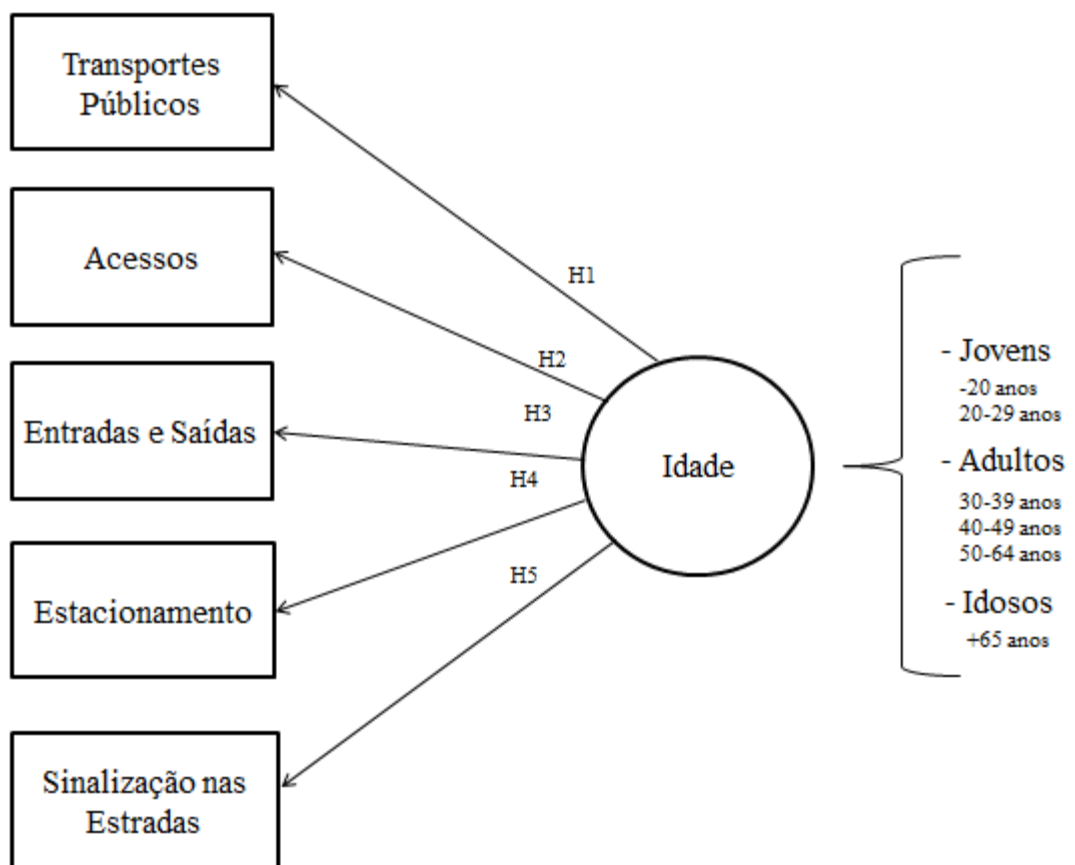 Transportes
Públicos
Acessos
Entradas e Saídas
Estacionamento
Sinalização nas
Estradas
H1
H2
H3
H4
H5
Idade
- Jovens
-20 anos
20-29 anos
- Adultos
30-39 anos
40-49 anos
50-64 anos
- Idosos
+65 anos